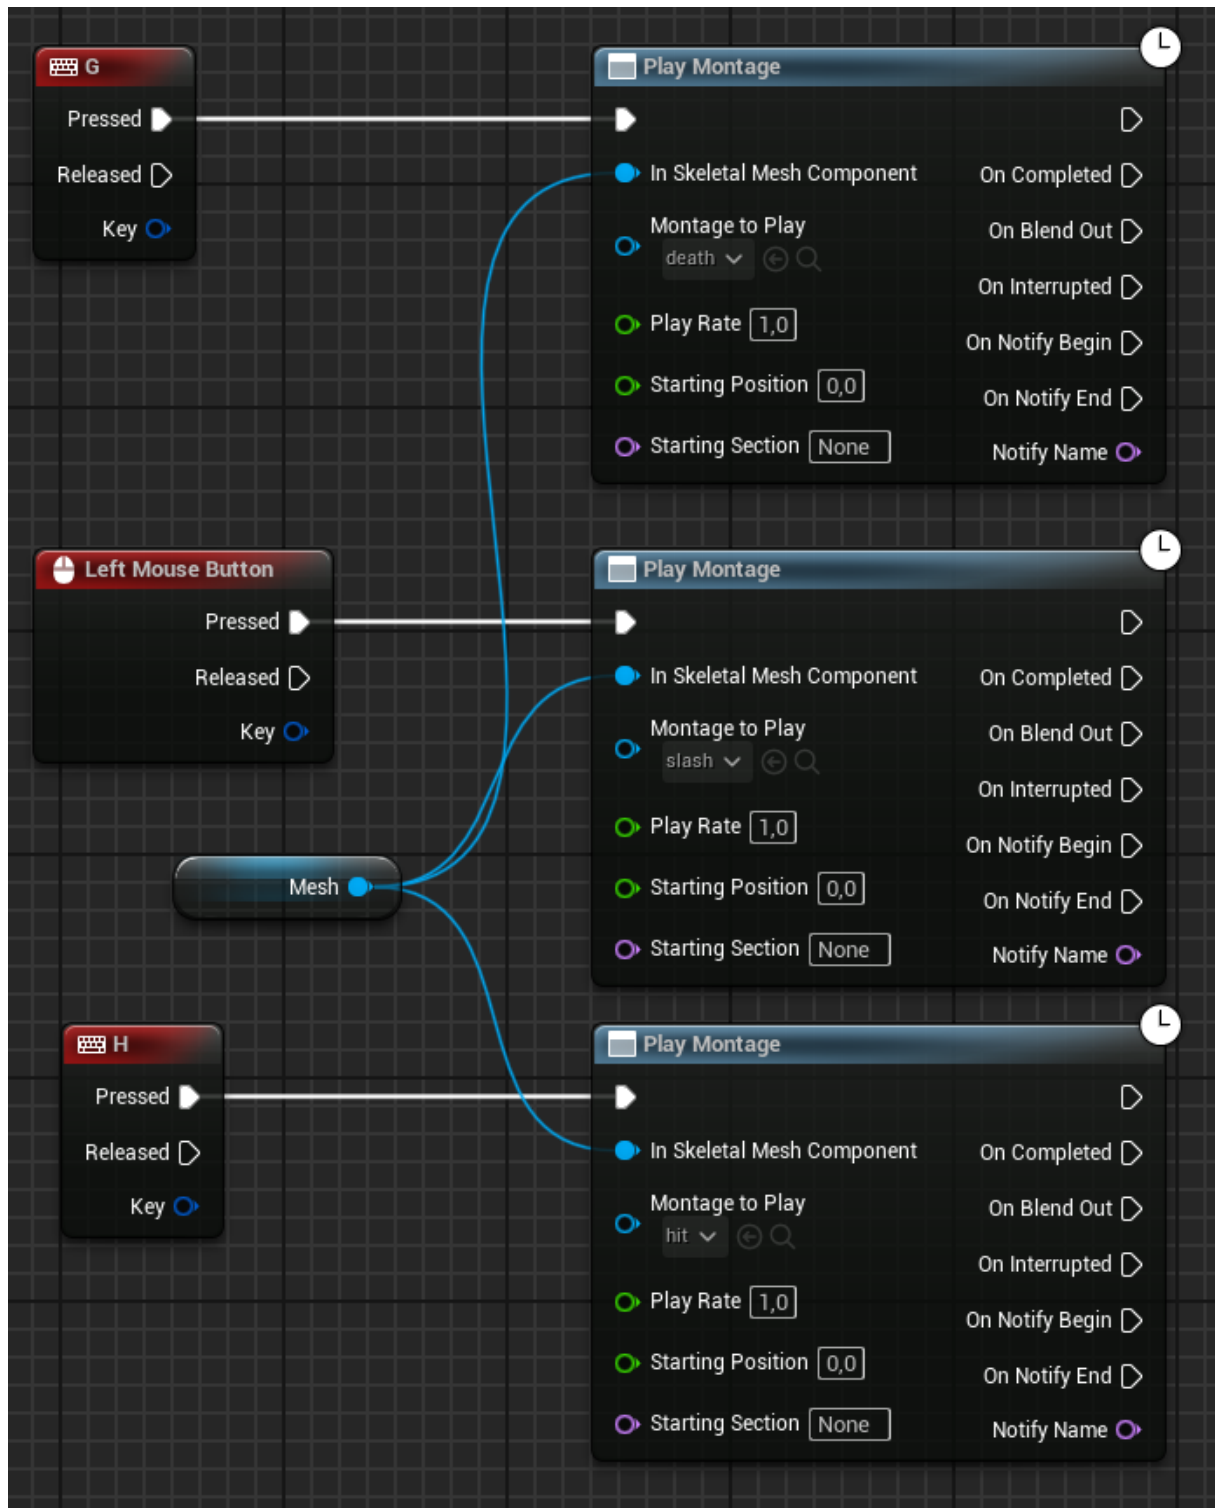 G
Pressed
Released
Key
Play Montage
In Skeletal Mesh Component
On Completed
Montage to Play
death
On Blend Out
On Interrupted
Play Rate 1,0
On Notify Begin
Starting Position 0,0
On Notify End
Starting Section None
Notify Name
Left Mouse Button
Pressed
Released
Key
Play Montage
In Skeletal Mesh Component
On Completed
Montage to Play
slash
On Blend Out
On Interrupted
Play Rate 1,0
On Notify Begin
Starting Position 0,0
On Notify End
Starting Section None
Notify Name
Mesh
H
Pressed
Released
Key
Play Montage
In Skeletal Mesh Component
On Completed
Montage to Play
hit
On Blend Out
On Interrupted
Play Rate 1,0
On Notify Begin
Starting Position 0,0
On Notify End
Starting Section None
Notify Name